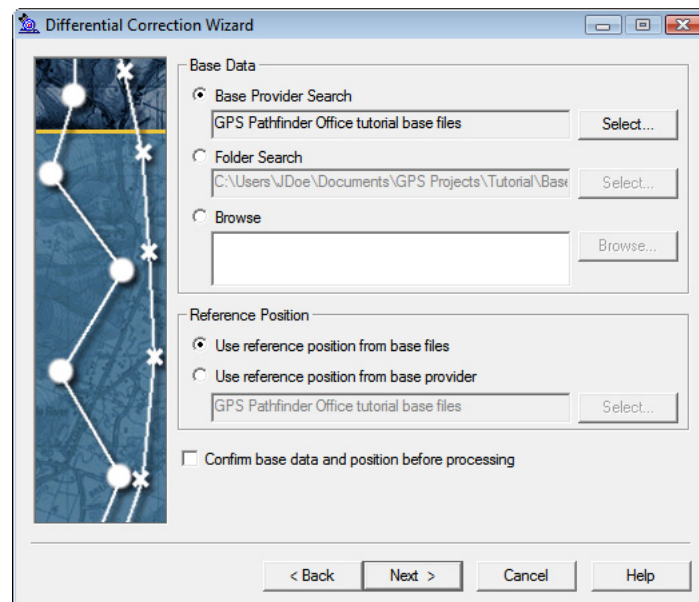 Differential Correction Wizard
Base Data
Base Provider Search
GPS Pathfinder Office tutorial base files
Select...
Folder Search
C:\Users\JDoe\Documents\GPS Projects\Tutorial\Base
Select...
Browse
Browse...
Reference Position
Use reference position from base files
Use reference position from base provider
GPS Pathfinder Office tutorial base files
Select...
Confirm base data and position before processing
< Back
Next >
Cancel
Help